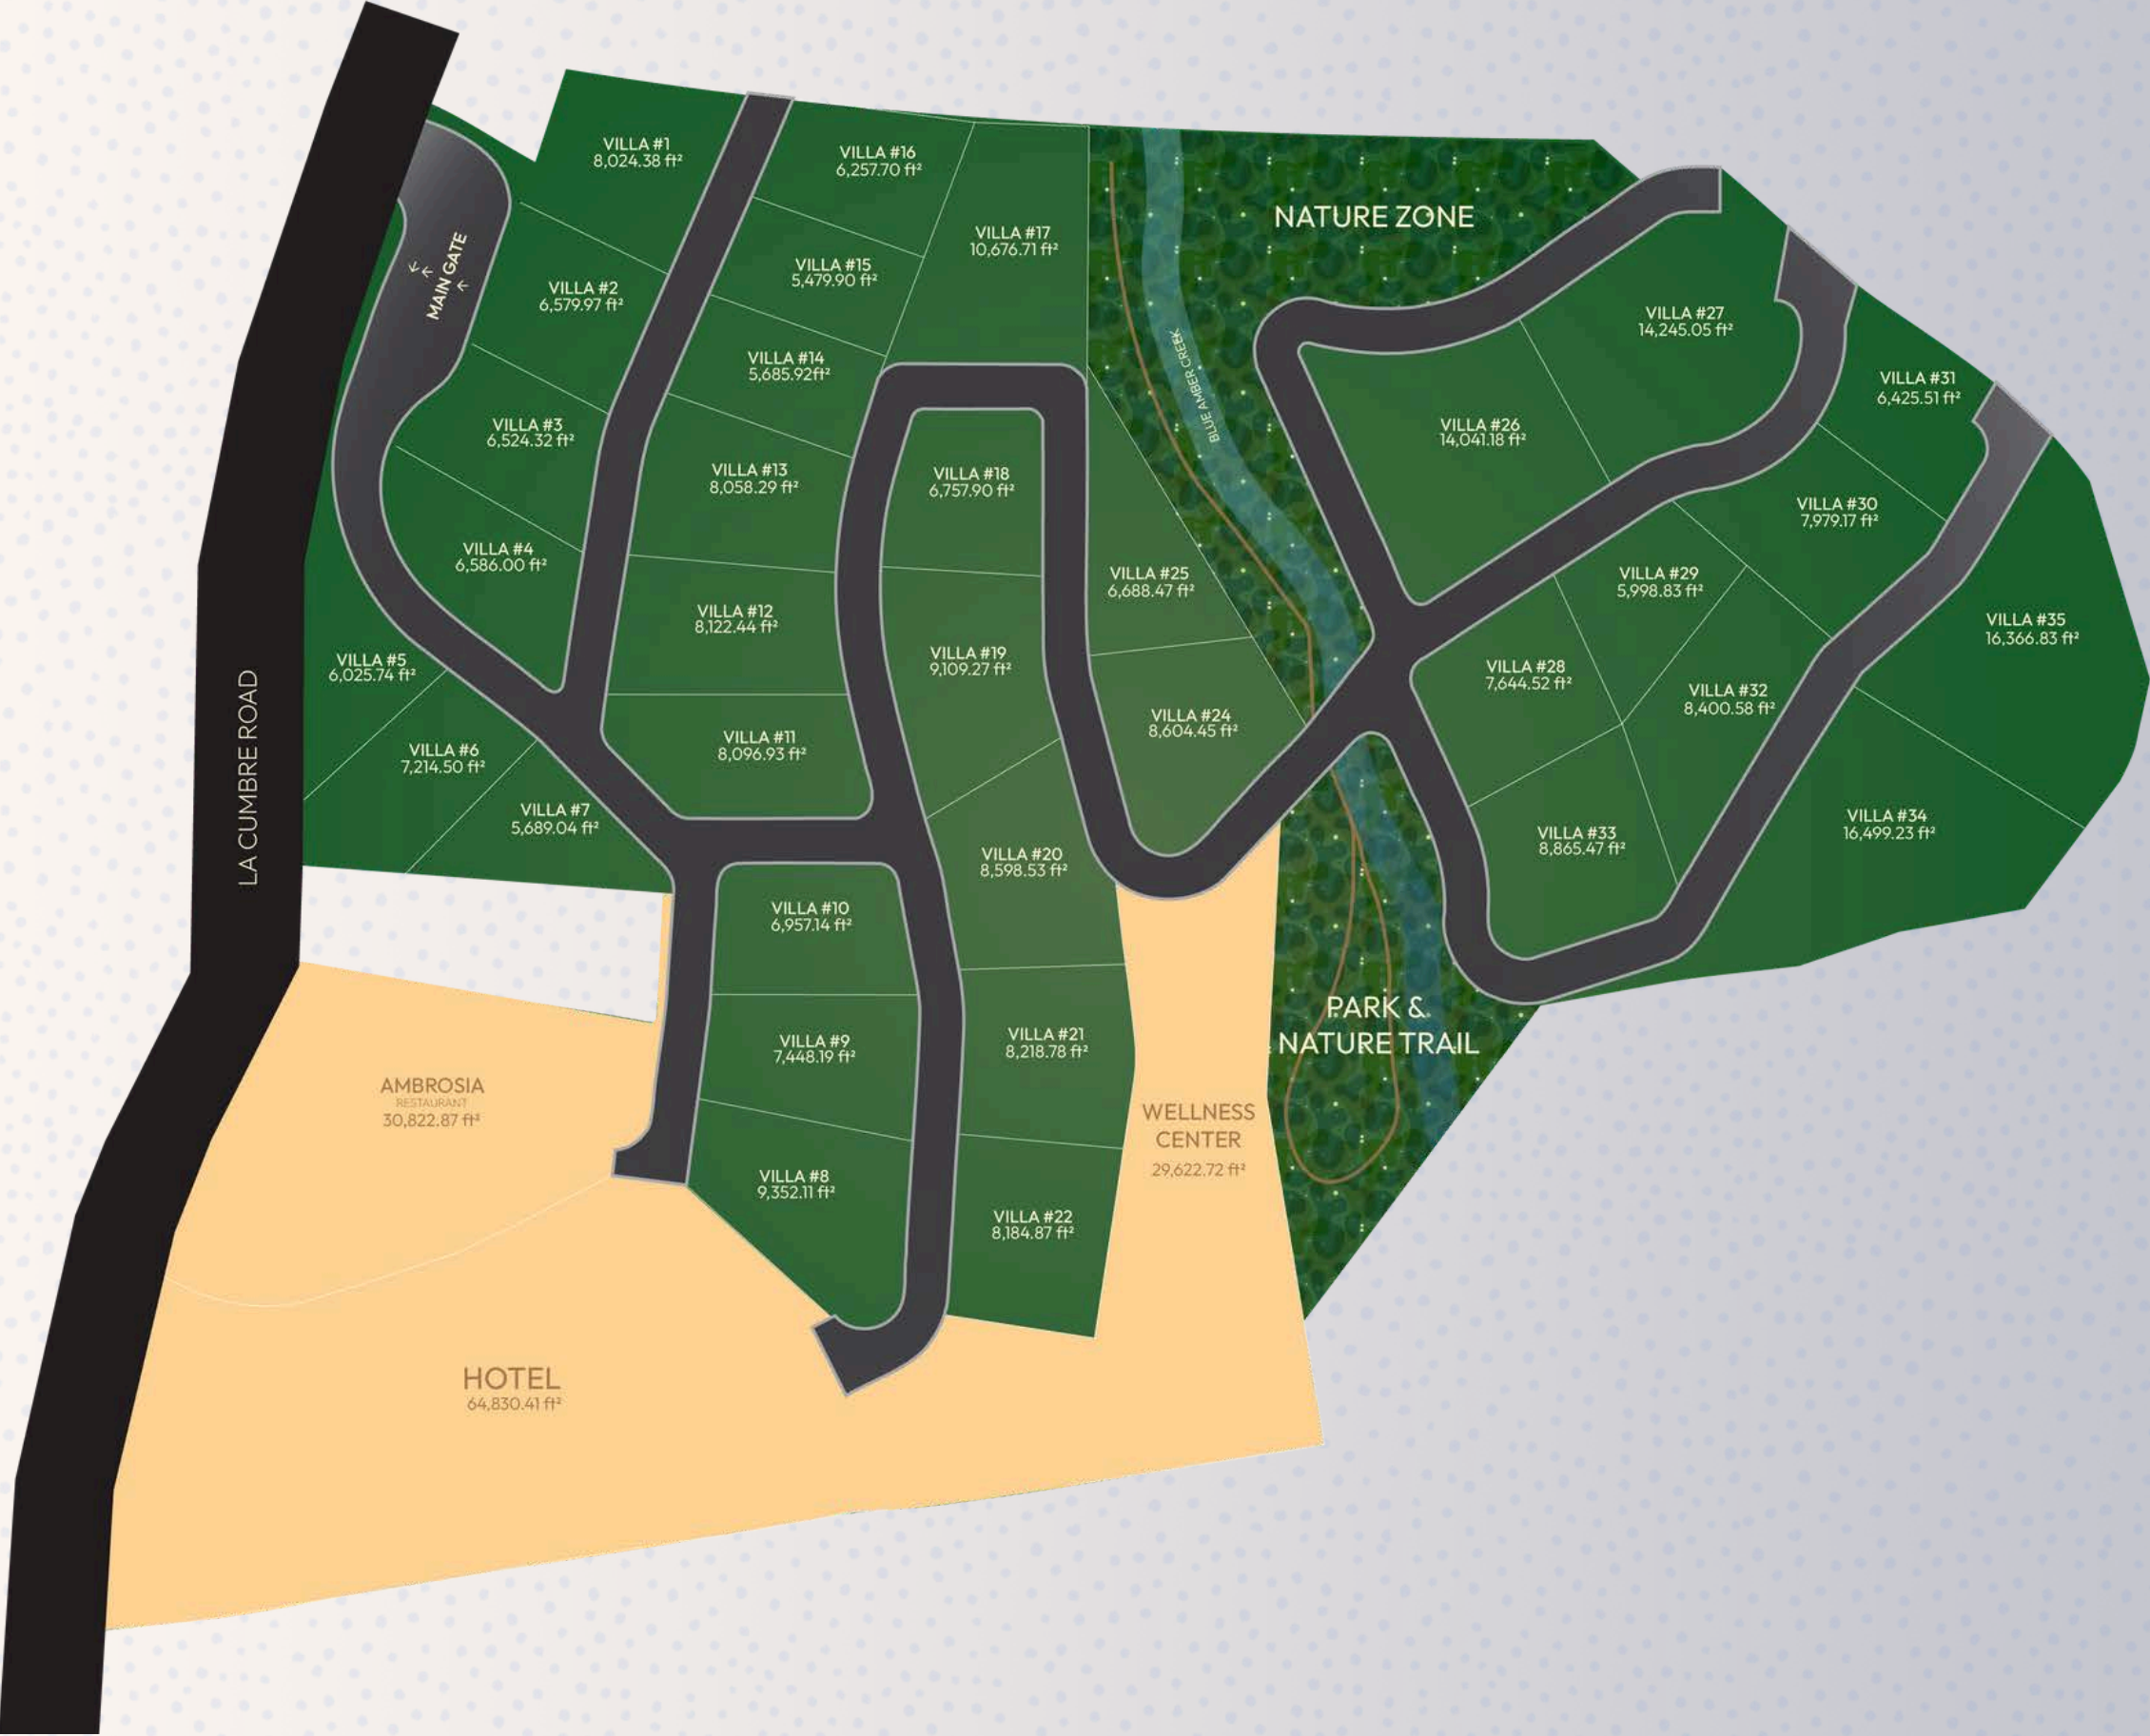 VILLA #1
8,024.38 ft²
VILLA #2
6,579.97 ft²
VILLA #3
6,524.32 ft²
VILLA #4
6,586.00 ft²
VILLA #5
6,025.74 ft²
VILLA #6
7,214.50 ft²
VILLA #7
5,689.04 ft²
MAIN GATE
LA CUMBRE ROAD
VILLA #16
6,257.70 ft²
VILLA #15
5,479.90 ft²
VILLA #14
5,685.92ft²
VILLA #13
8,058.29 ft²
VILLA #12
8,122.44 ft²
VILLA #11
8,096.93 ft²
VILLA #10
6,957.14 ft²
VILLA #9
7,448.19 ft²
VILLA #8
9,352.11 ft²
VILLA #17
10,676.71 ft²
VILLA #18
6,757.90 ft²
VILLA #19
9,109.27 ft²
VILLA #20
8,598.53 ft²
VILLA #21
8,218.78 ft²
VILLA #22
8,184.87 ft²
VILLA #25
6,688.47 ft²
VILLA #24
8,604.45 ft²
NATURE ZONE
BLUE AMBER CREEK
VILLA #27
14,245.05 ft²
VILLA #26
14,041.18 ft²
VILLA #31
6,425.51 ft²
VILLA #30
7,979.17 ft²
VILLA #29
5,998.83 ft²
VILLA #28
7,644.52 ft²
VILLA #32
8,400.58 ft²
VILLA #33
8,865.47 ft²
VILLA #35
16,366.83 ft²
VILLA #34
16,499.23 ft²
PARK &
NATURE TRAIL
WELLNESS
CENTER
29,622.72 ft²
AMBROSIA
RESTAURANT
30,822.87 ft²
HOTEL
64,830.41 ft²